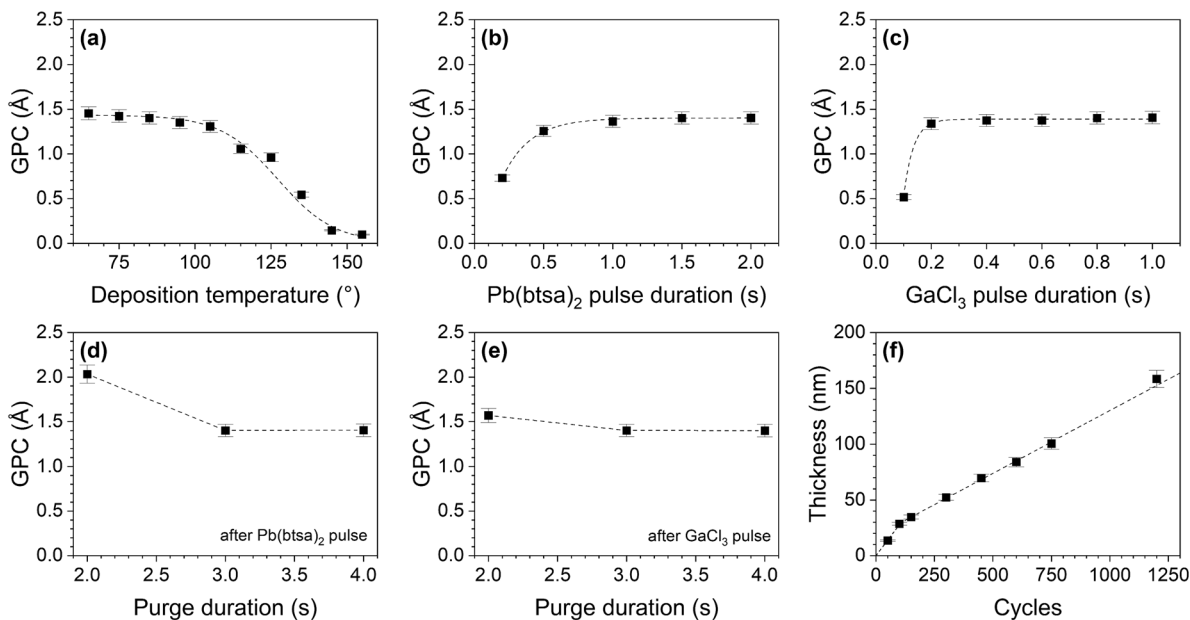 (a)
GPC (Å)
2.5
2.0
1.5
1.0
0.5
0.0
75 100 125 150
Deposition temperature (°)
(b)
GPC (Å)
2.5
2.0
1.5
1.0
0.5
0.0
0.0 0.5 1.0 1.5 2.0
Pb(btsa)₂ pulse duration (s)
(c)
GPC (Å)
2.5
2.0
1.5
1.0
0.5
0.0
0.0 0.2 0.4 0.6 0.8 1.0
GaCl₃ pulse duration (s)
(d)
GPC (Å)
2.5
2.0
1.5
1.0
0.5
0.0
after Pb(btsa)₂ pulse
2.0 2.5 3.0 3.5 4.0
Purge duration (s)
(e)
GPC (Å)
2.5
2.0
1.5
1.0
0.5
0.0
after GaCl₃ pulse
2.0 2.5 3.0 3.5 4.0
Purge duration (s)
(f)
Thickness (nm)
200
150
100
50
0
0 250 500 750 1000 1250
Cycles